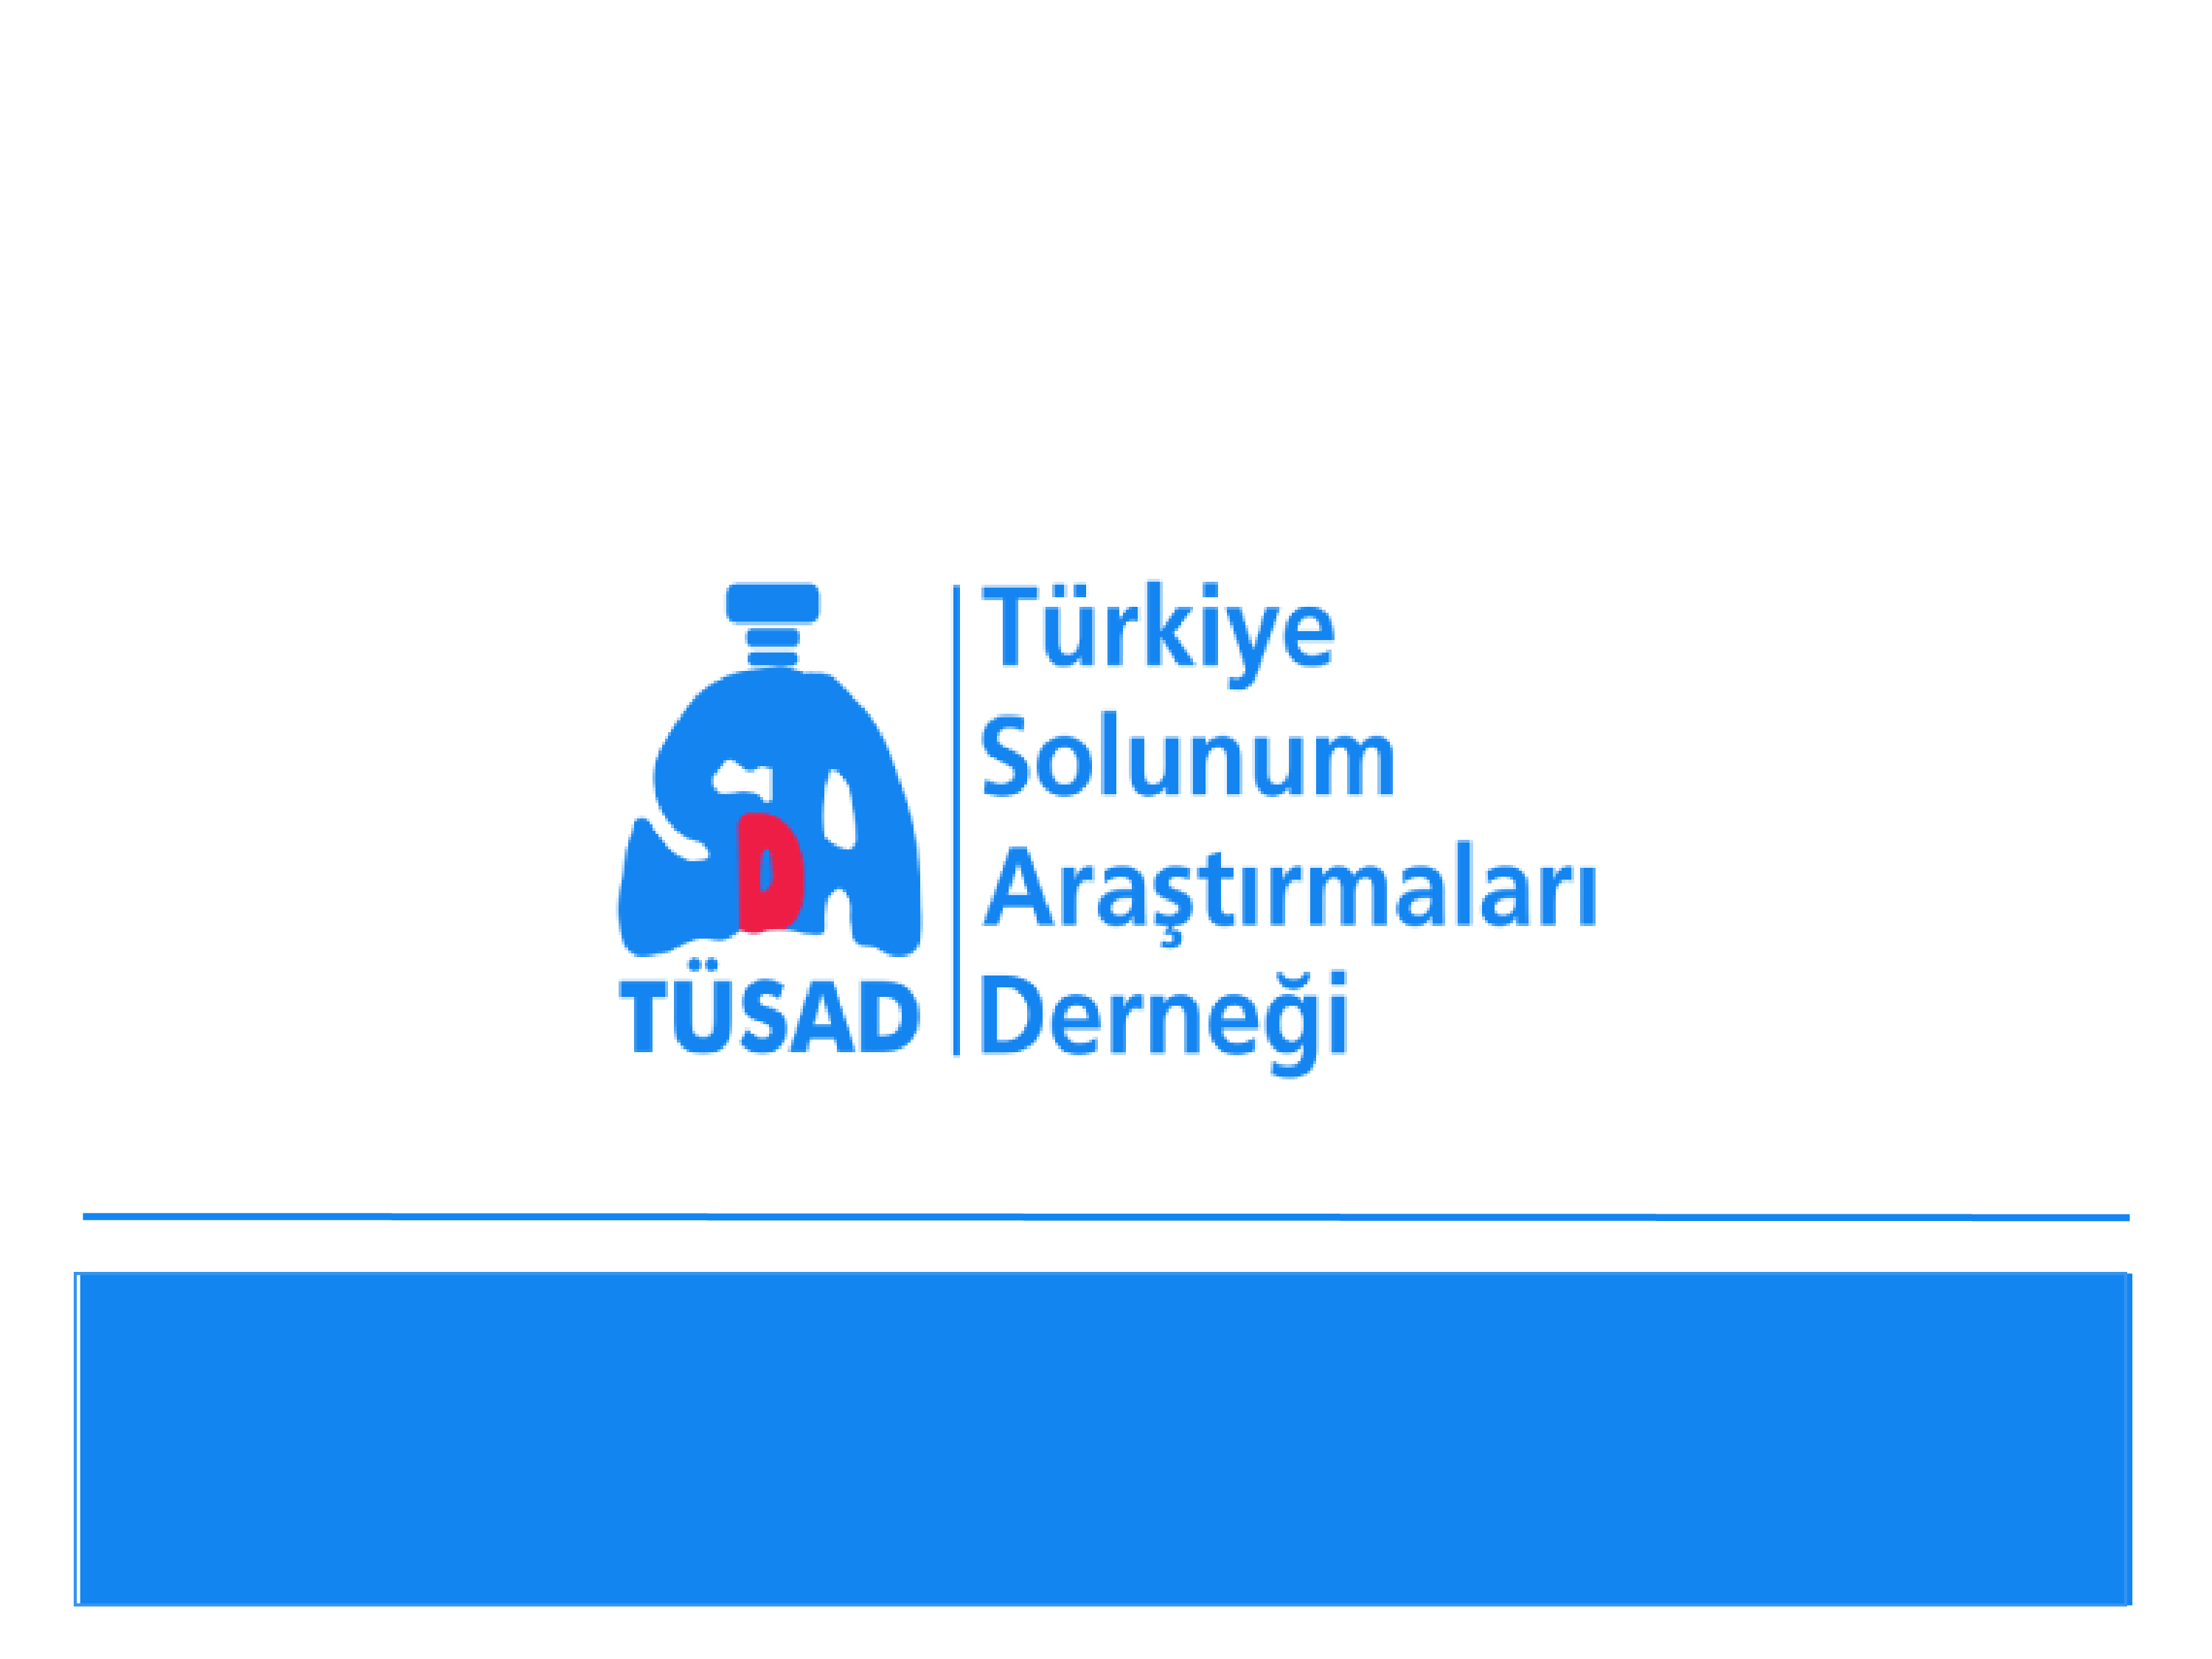 Türkiye
Solunum
Araştırmaları
Derneği
TÜSAD